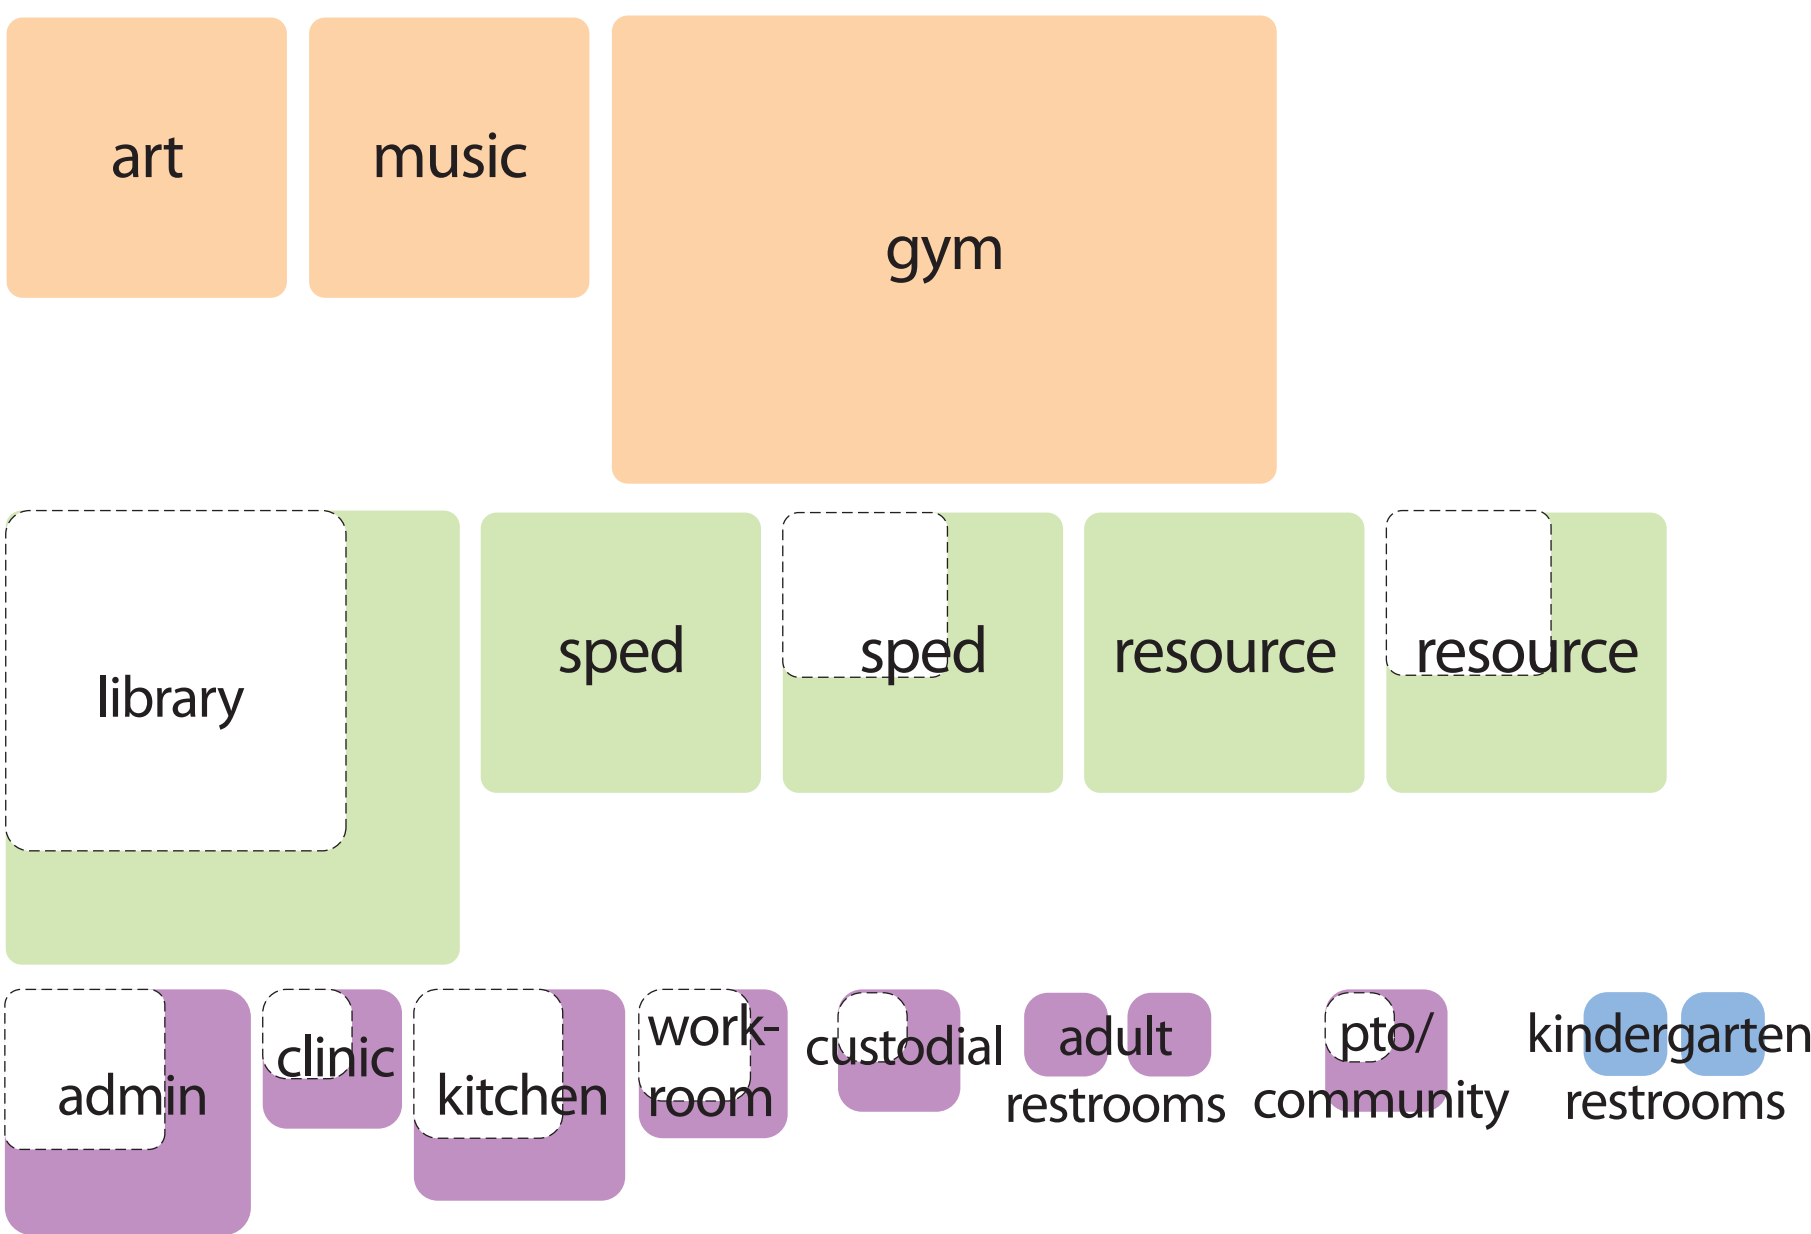 art
music
gym
library
sped
sped
resource
resource
admin
clinic
kitchen
work-
room
custodial
adult
restrooms
pto/
community
kindergarten
restrooms